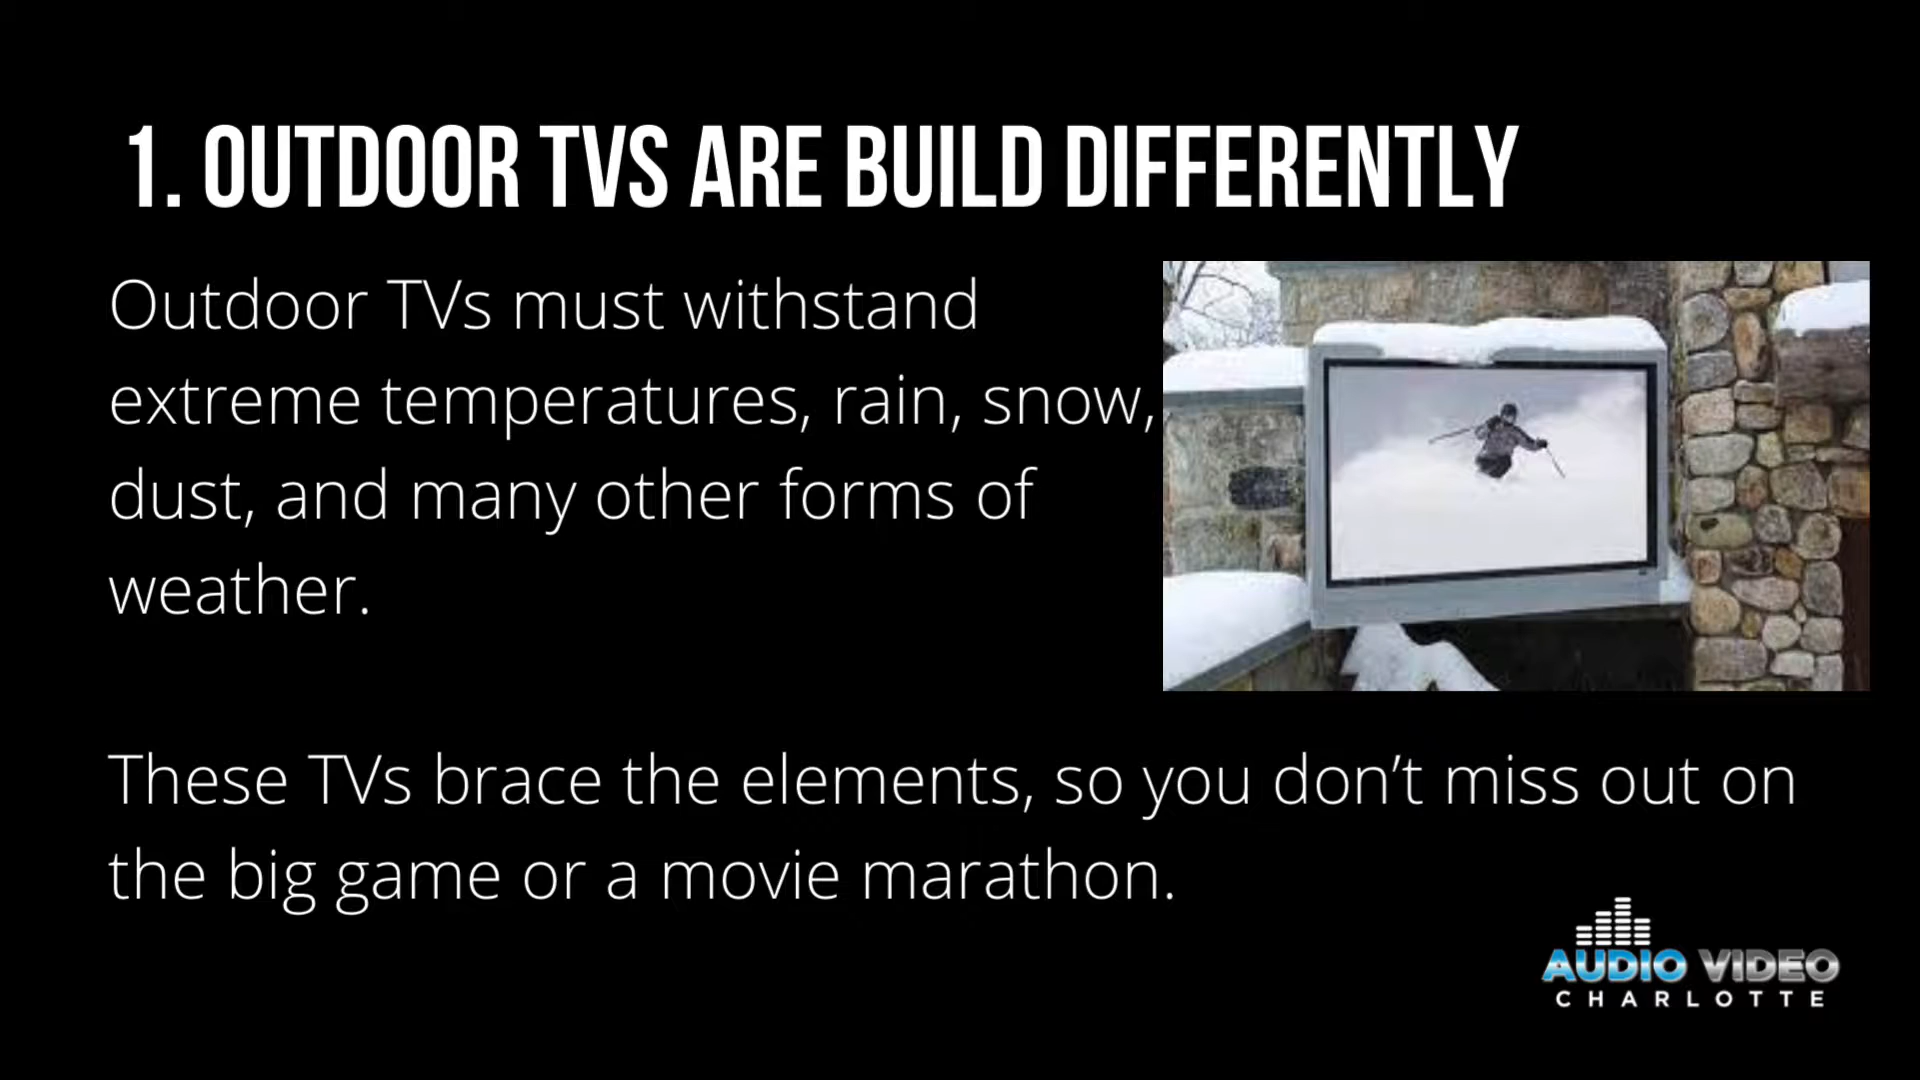 1. OUTDOOR TVS ARE BUILD DIFFERENTLY
Outdoor TVs must withstand
extreme temperatures, rain, snow,
dust, and many other forms of
weather.
These TVs brace the elements, so you don’t miss out on
the big game or a movie marathon.
AUDIO VIDEO
CHARLOTTE